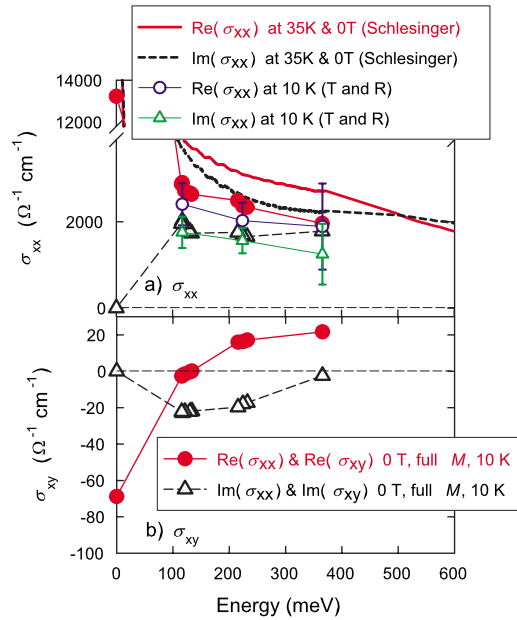 Re(σxx) at 35K & 0T (Schlesinger)
Im(σxx) at 35K & 0T (Schlesinger)
Re(σxx) at 10 K (T and R)
Im(σxx) at 10 K (T and R)
14000
12000
2000
0
σxx (Ω⁻¹ cm⁻¹)
a) σxx
20
0
-20
-40
-60
-80
-100
σxy (Ω⁻¹ cm⁻¹)
Re(σxx) & Re(σxy) 0 T, full M, 10 K
Im(σxx) & Im(σxy) 0 T, full M, 10 K
b) σxy
0 100 200 300 400 500 600
Energy (meV)